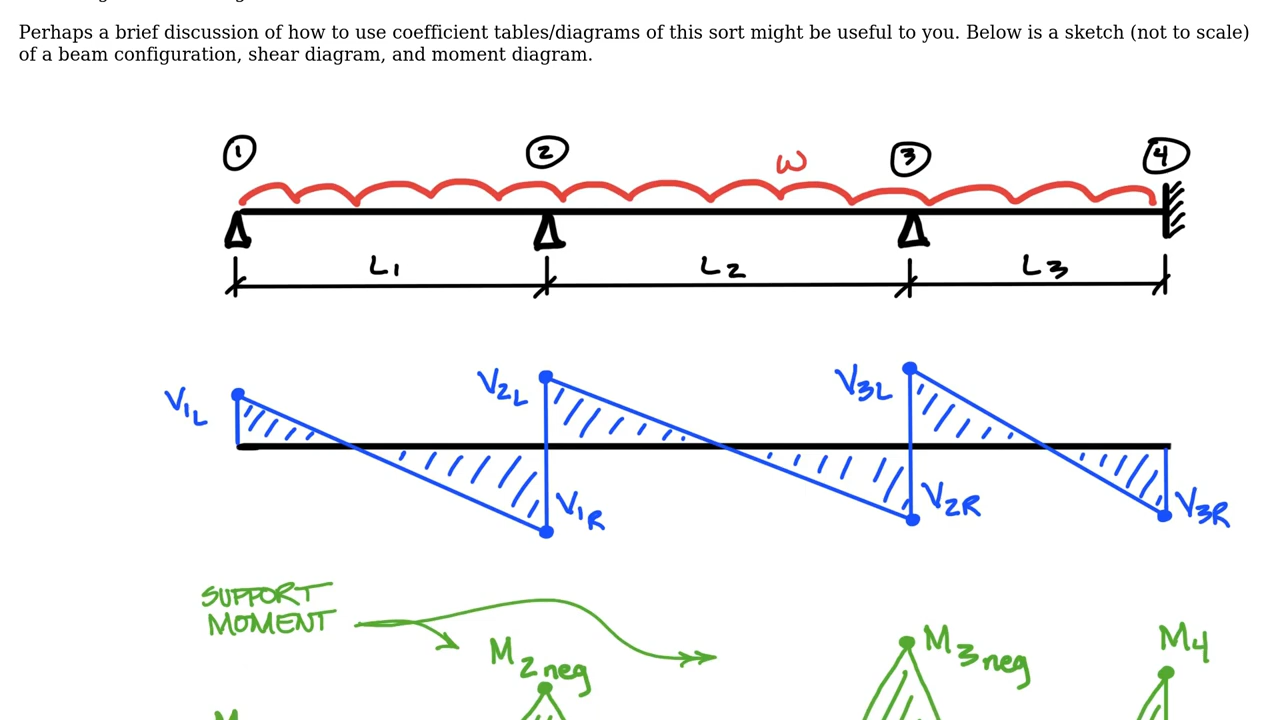 Perhaps a brief discussion of how to use coefficient tables/diagrams of this sort might be useful to you. Below is a sketch (not to scale)
of a beam configuration, shear diagram, and moment diagram.
1 2 3 4
w
L1 L2 L3
V1L V2L V3L
V1R V2R V3R
SUPPORT
MOMENT
M2neg M3neg M4